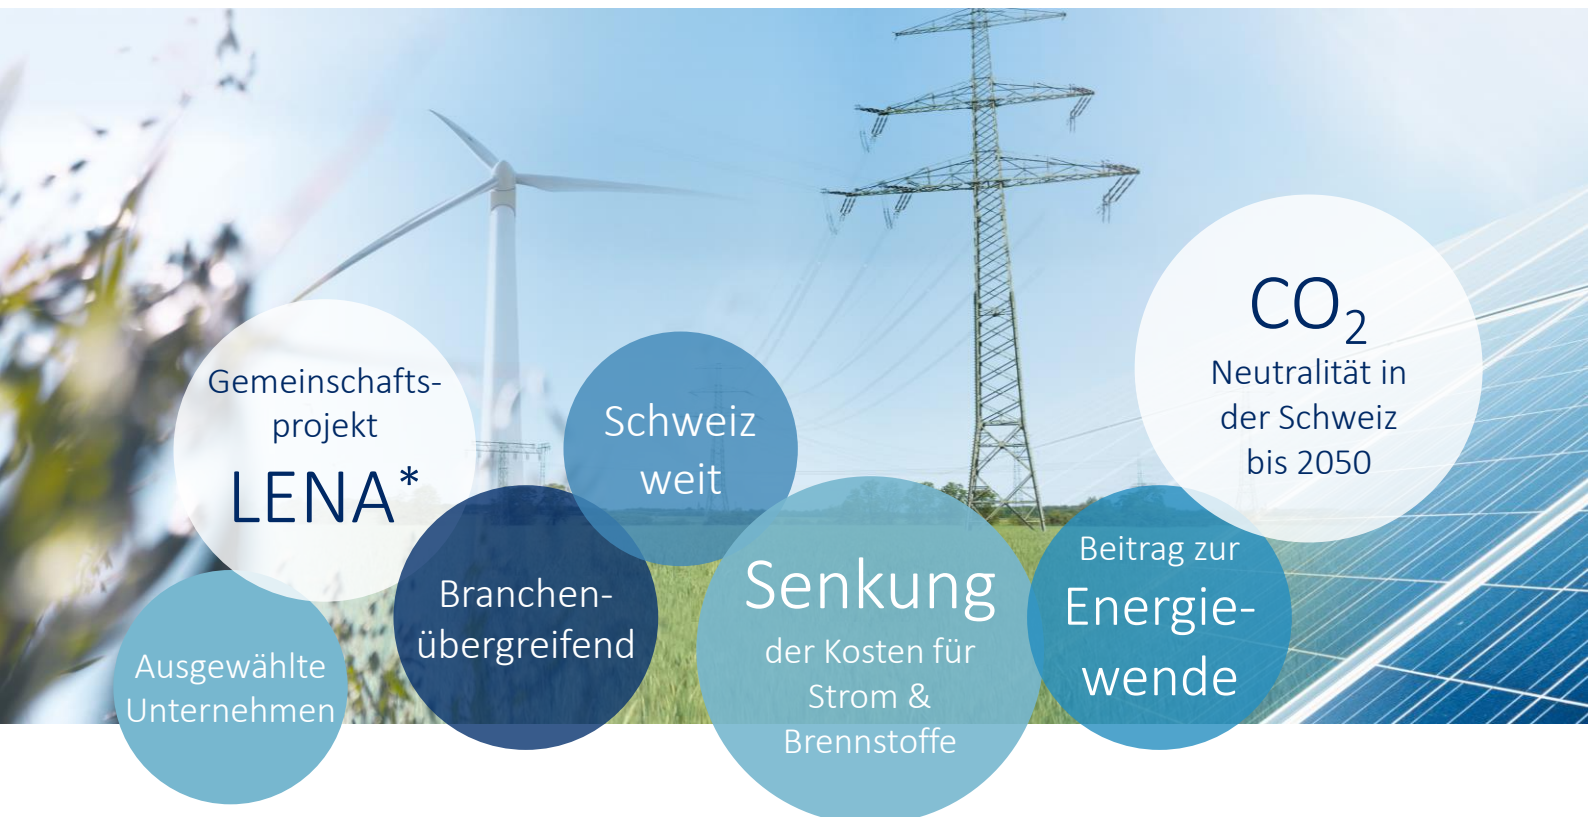 Gemeinschafts-
projekt
LENA*
Ausgewählte
Unternehmen
Branchen-
übergreifend
Schweiz
weit
Senkung
der Kosten für
Strom &
Brennstoffe
Beitrag zur
Energie-
wende
CO₂
Neutralität in
der Schweiz
bis 2050